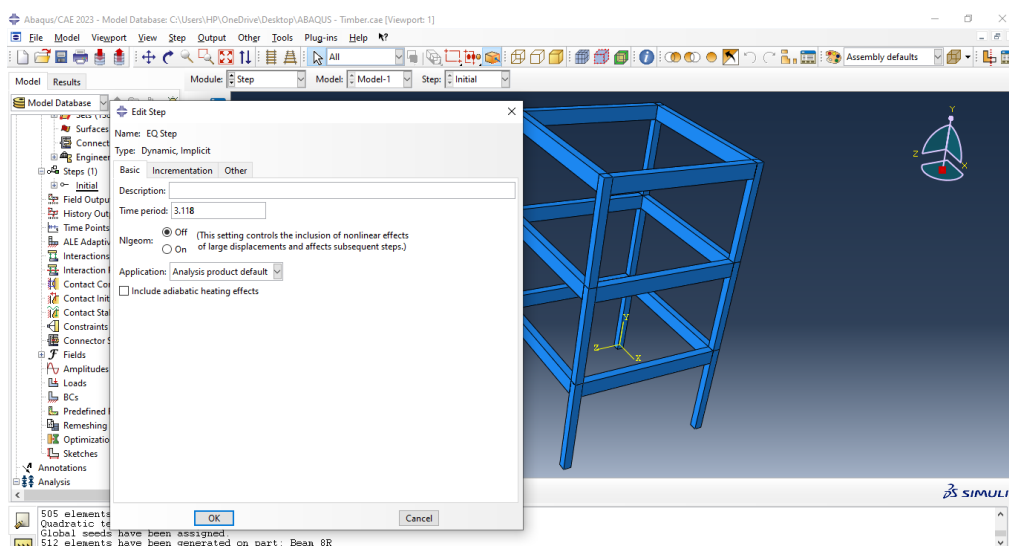 Abaqus/CAE 2023 - Model Database: C:\Users\HP\OneDrive\Desktop\ABAQUS - Timber.cae [Viewport: 1]
File Model Viewport View Step Output Other Tools Plug-ins Help
All
Assembly defaults
Model Results
Module: Step Model: Model-1 Step: Initial
Model Database
Edit Step
Surfaces
Connect
Engineer
Steps (1)
Initial
Field Outpu
History Out
Time Points
ALE Adaptiv
Interactions
Interaction
Contact Co
Contact Init
Contact Sta
Constraints
Connector S
Fields
Amplitudes
Loads
BCs
Predefined
Remeshing
Optimizatio
Sketches
Annotations
Analysis
Name: EQ Step
Type: Dynamic, Implicit
Basic Incrementation Other
Description:
Time period: 3.118
Nlgeom:
Off
On
(This setting controls the inclusion of nonlinear effects
of large displacements and affects subsequent steps.)
Application: Analysis product default
Include adiabatic heating effects
OK Cancel
Y
Z
X
Y
Z
X
SIMULI
505 elements
Quadratic te
Global seeds have been assigned.
512 elements have been generated on part: Beam 8R